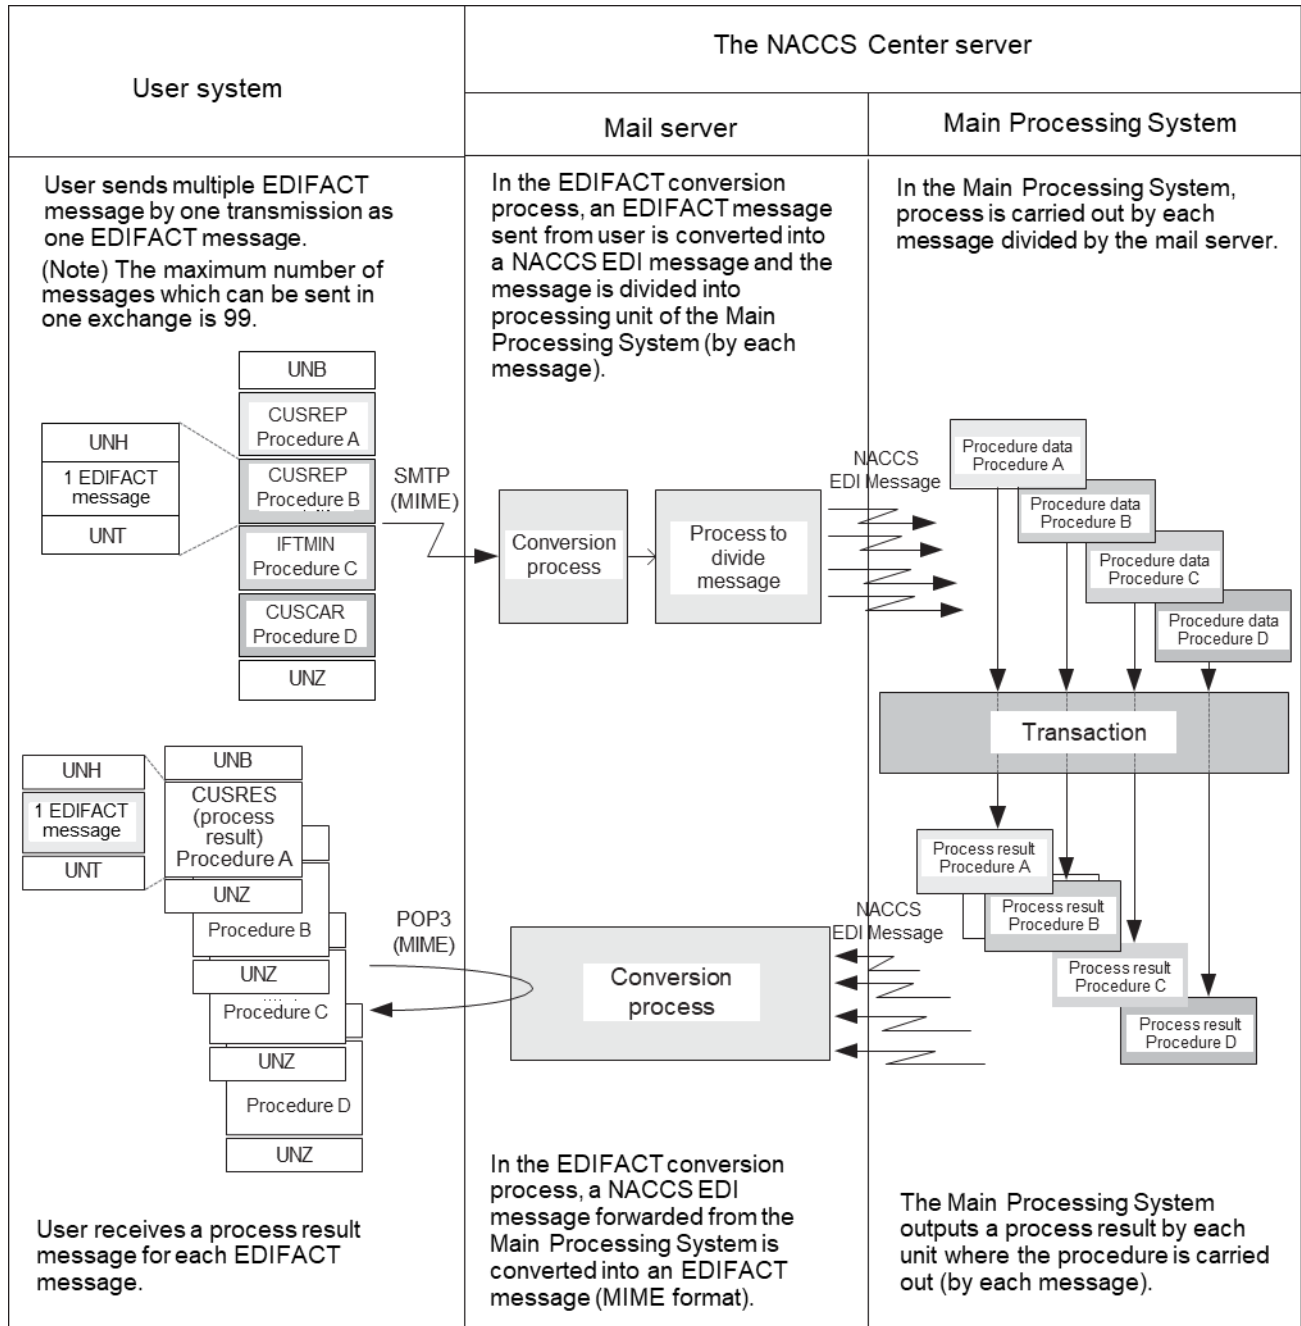 The NACCS Center server
User system
Mail server
Main Processing System
User sends multiple EDIFACT
message by one transmission as
one EDIFACT message.
(Note) The maximum number of
messages which can be sent in
one exchange is 99.
In the EDIFACT conversion
process, an EDIFACT message
sent from user is converted into
a NACCS EDI message and the
message is divided into
processing unit of the Main
Processing System (by each
message).
In the Main Processing System,
process is carried out by each
message divided by the mail server.
UNB
CUSREP
Procedure A
CUSREP
Procedure B
IFTMIN
Procedure C
CUSCAR
Procedure D
UNZ
UNH
1 EDIFACT
message
UNT
SMTP
(MIME)
Conversion
process
Process to
divide
message
NACCS
EDI Message
Procedure data
Procedure A
Procedure data
Procedure B
Procedure data
Procedure C
Procedure data
Procedure D
Transaction
UNH
1 EDIFACT
message
UNT
UNB
CUSRES
(process
result)
Procedure A
UNZ
Procedure B
UNZ
Procedure C
UNZ
Procedure D
UNZ
POP3
(MIME)
Conversion
process
NACCS
EDI Message
Process result
Procedure A
Process result
Procedure B
Process result
Procedure C
Process result
Procedure D
User receives a process result
message for each EDIFACT
message.
In the EDIFACT conversion
process, a NACCS EDI
message forwarded from the
Main Processing System is
converted into an EDIFACT
message (MIME format).
The Main Processing System
outputs a process result by each
unit where the procedure is carried
out (by each message).